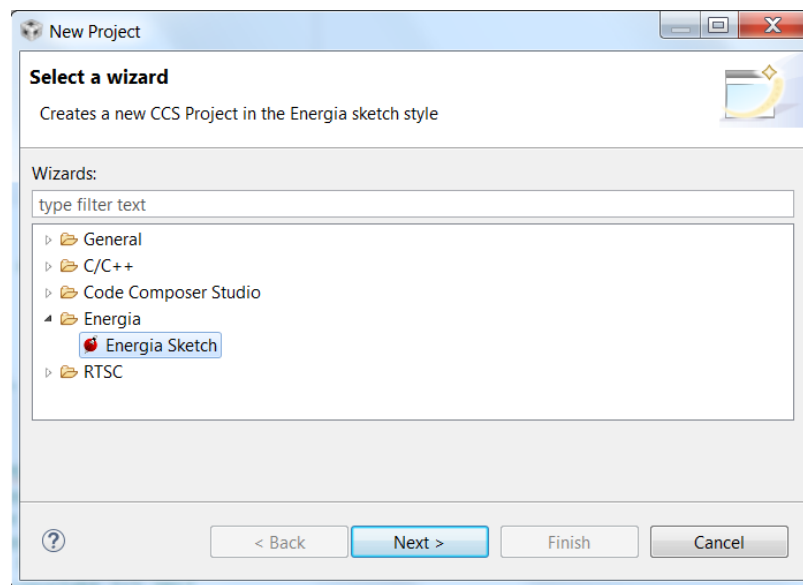 New Project
Select a wizard
Creates a new CCS Project in the Energia sketch style
Wizards:
type filter text
General
C/C++
Code Composer Studio
Energia
Energia Sketch
RTSC
< Back Next > Finish Cancel